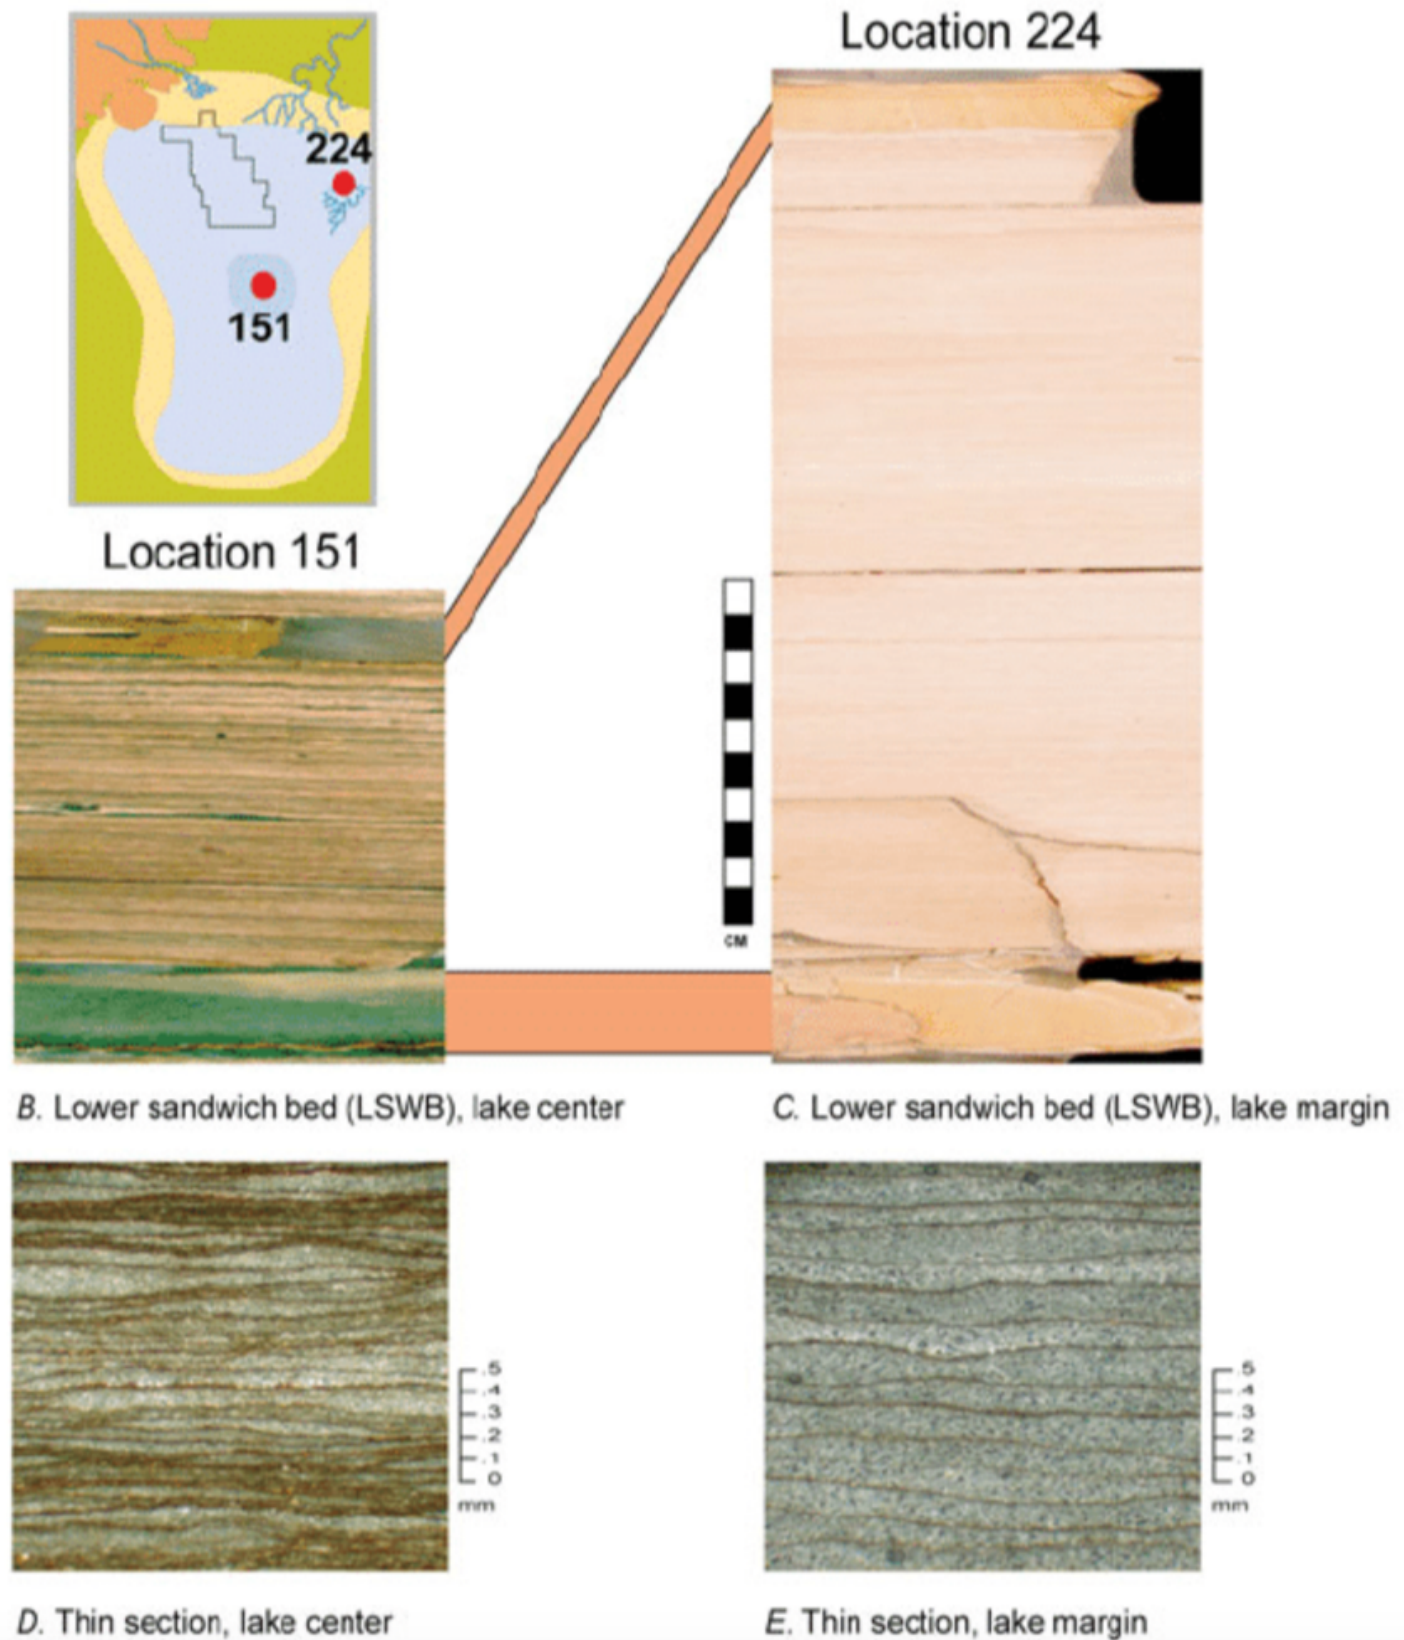 Location 224
224
151
Location 151
CM
B. Lower sandwich bed (LSWB), lake center
C. Lower sandwich bed (LSWB), lake margin
.5
.4
.3
.2
.1
0
mm
.5
.4
.3
.2
.1
0
mm
D. Thin section, lake center
E. Thin section, lake margin